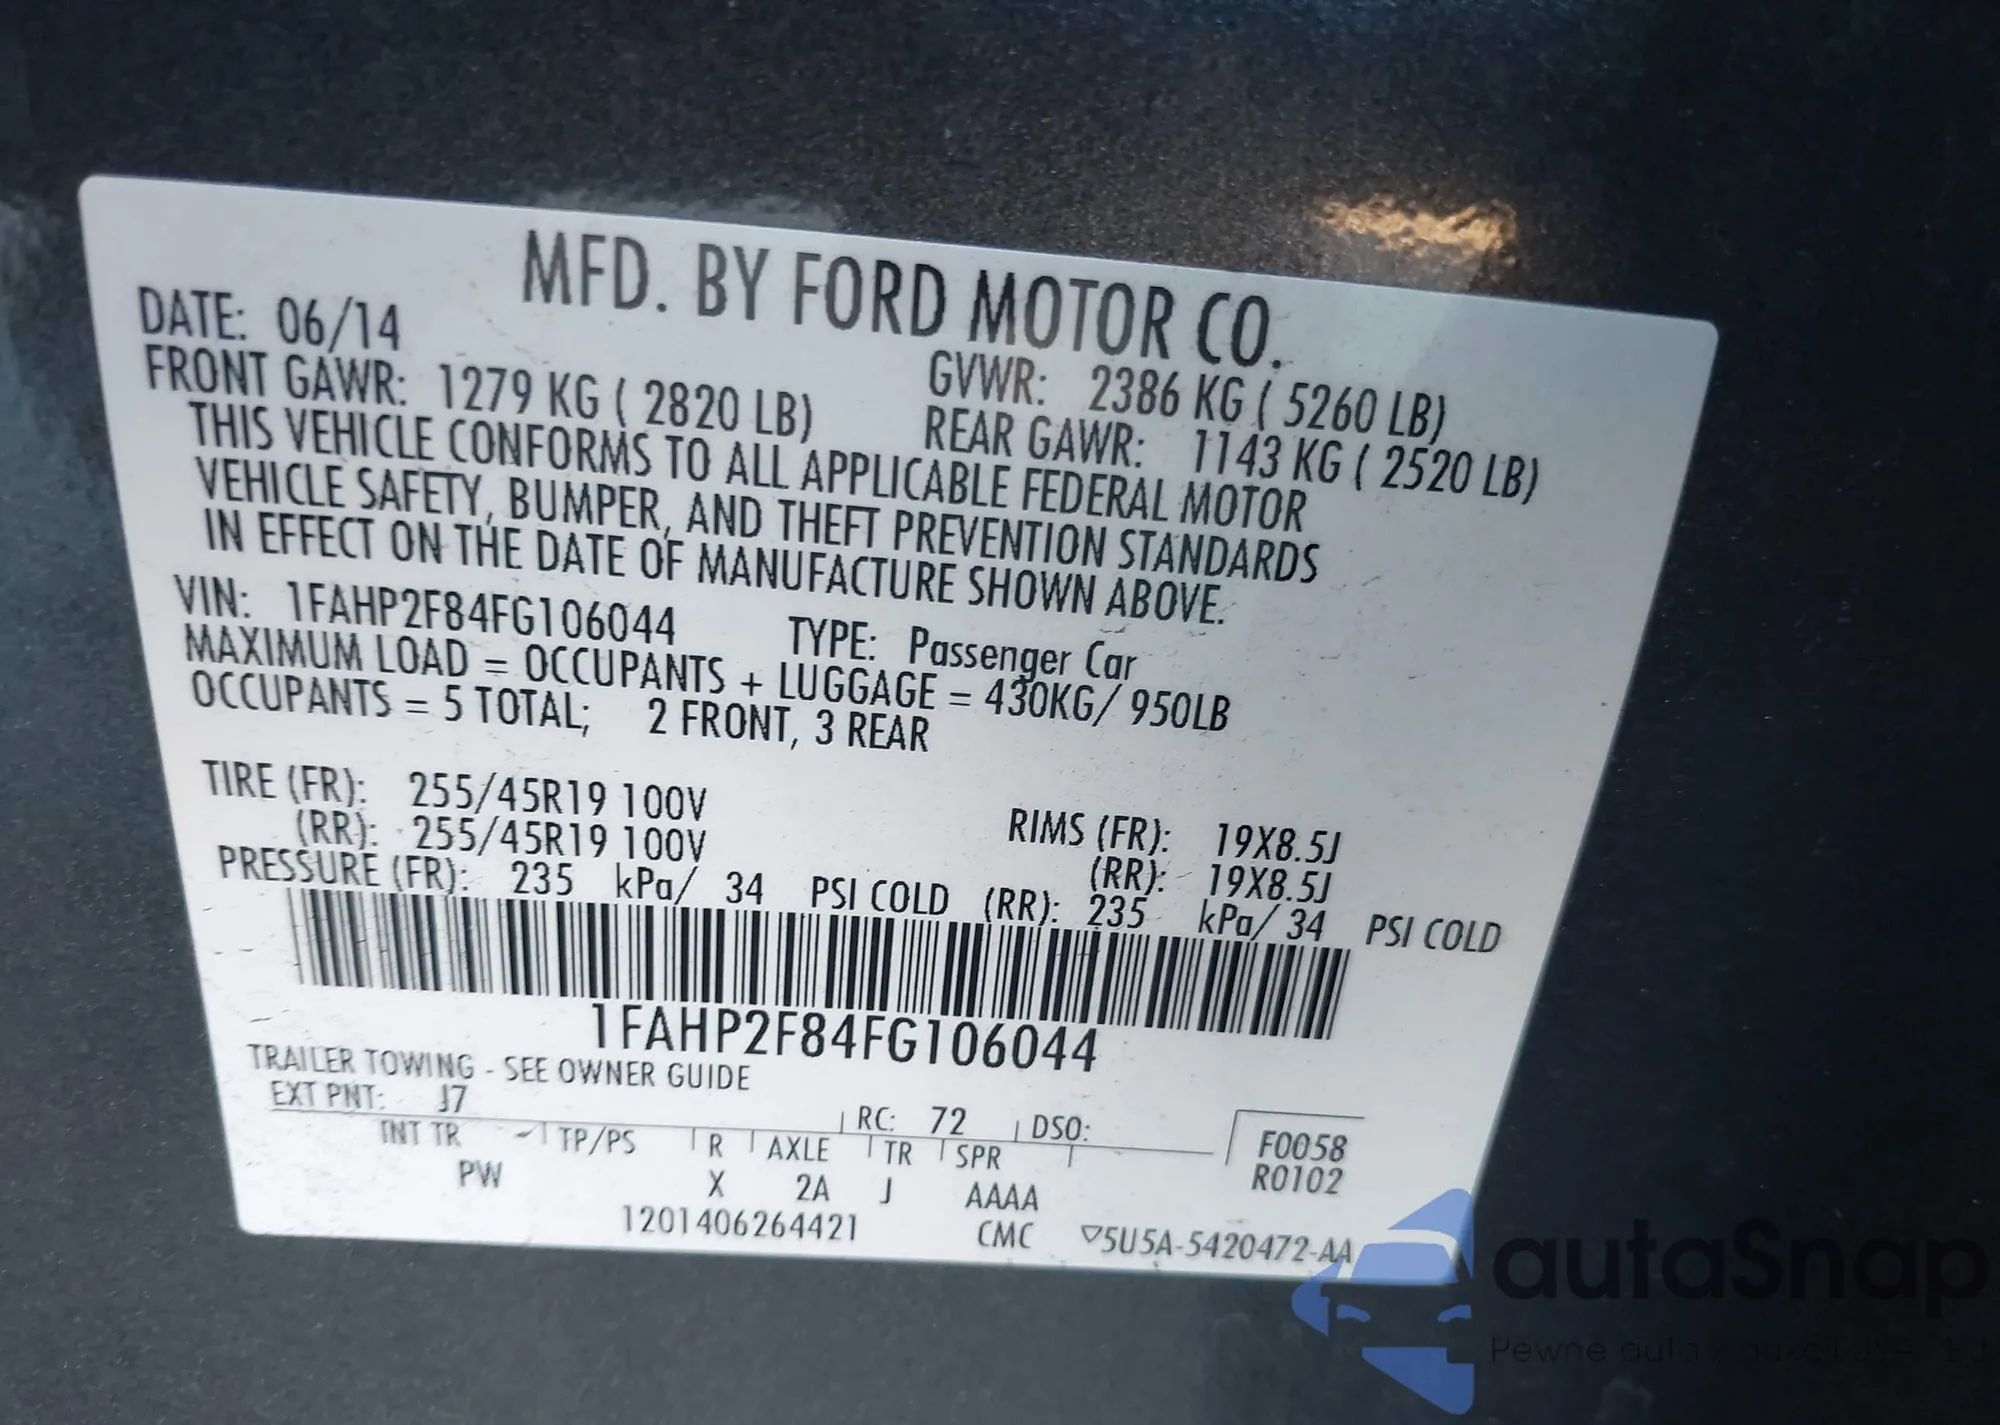 MFD. BY FORD MOTOR CO.
DATE: 06/14 GVWR: 2386 KG ( 5260 LB)
FRONT GAWR: 1279 KG ( 2820 LB) REAR GAWR: 1143 KG ( 2520 LB)
THIS VEHICLE CONFORMS TO ALL APPLICABLE FEDERAL MOTOR
VEHICLE SAFETY, BUMPER, AND THEFT PREVENTION STANDARDS
IN EFFECT ON THE DATE OF MANUFACTURE SHOWN ABOVE.
VIN: 1FAHP2F84FG106044 TYPE: Passenger Car
MAXIMUM LOAD = OCCUPANTS + LUGGAGE = 430KG/ 950LB
OCCUPANTS = 5 TOTAL; 2 FRONT, 3 REAR
TIRE (FR): 255/45R19 100V RIMS (FR): 19X8.5J
(RR): 255/45R19 100V (RR): 19X8.5J
PRESSURE (FR): 235 kPa/ 34 PSI COLD (RR): 235 kPa/ 34 PSI COLD
1FAHP2F84FG106044
TRAILER TOWING - SEE OWNER GUIDE
EXT PNT: J7 RC: 72 DSO: F0058
INT TR TP/PS R AXLE TR SPR R0102
PW X 2A J AAAA
1201406264421 CMC ▽5U5A-5420472-AA
autaSnap
Pewne auta